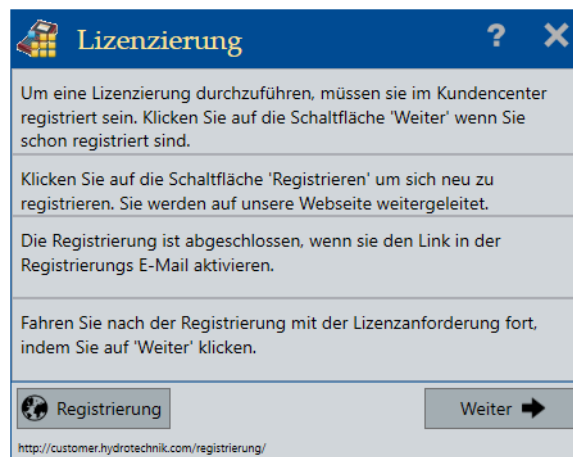 Lizenzierung ? ✕
Um eine Lizenzierung durchzuführen, müssen sie im Kundencenter
registriert sein. Klicken Sie auf die Schaltfläche 'Weiter' wenn Sie
schon registriert sind.
Klicken Sie auf die Schaltfläche 'Registrieren' um sich neu zu
registrieren. Sie werden auf unsere Webseite weitergeleitet.
Die Registrierung ist abgeschlossen, wenn sie den Link in der
Registrierungs E-Mail aktivieren.
Fahren Sie nach der Registrierung mit der Lizenzanforderung fort,
indem Sie auf 'Weiter' klicken.
Registrierung Weiter
http://customer.hydrotechnik.com/registrierung/